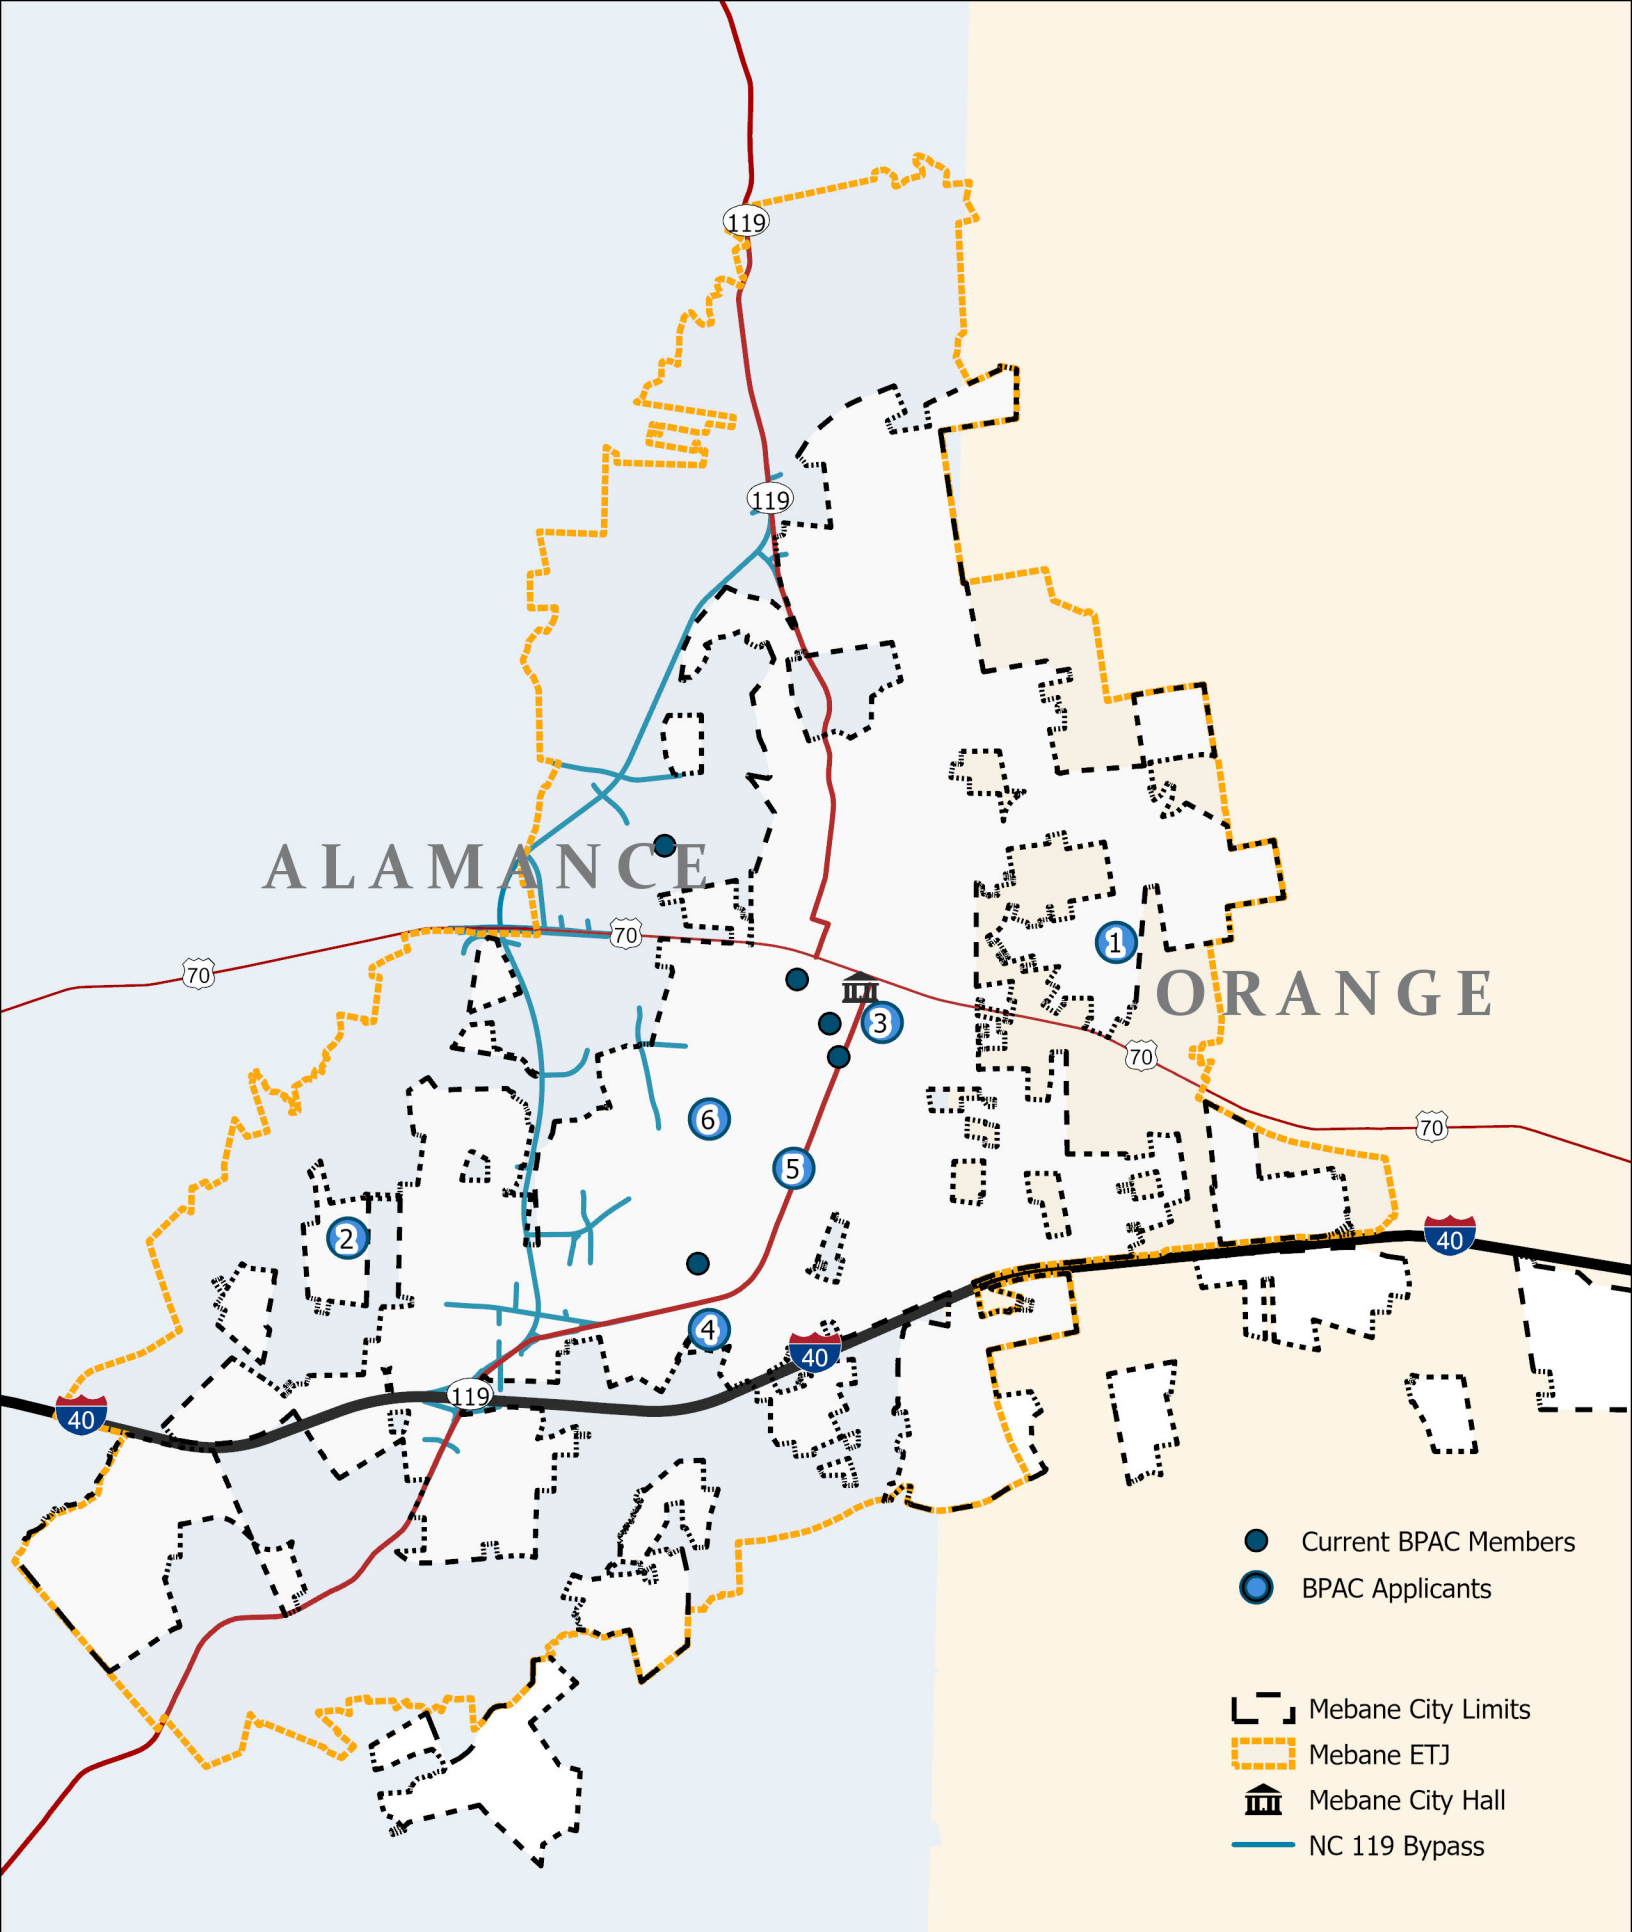 119
119
ALAMANCE
70
70
1
ORANGE
3
70
6
70
5
2
40
4
40
119
40
Current BPAC Members
BPAC Applicants
Mebane City Limits
Mebane ETJ
Mebane City Hall
NC 119 Bypass